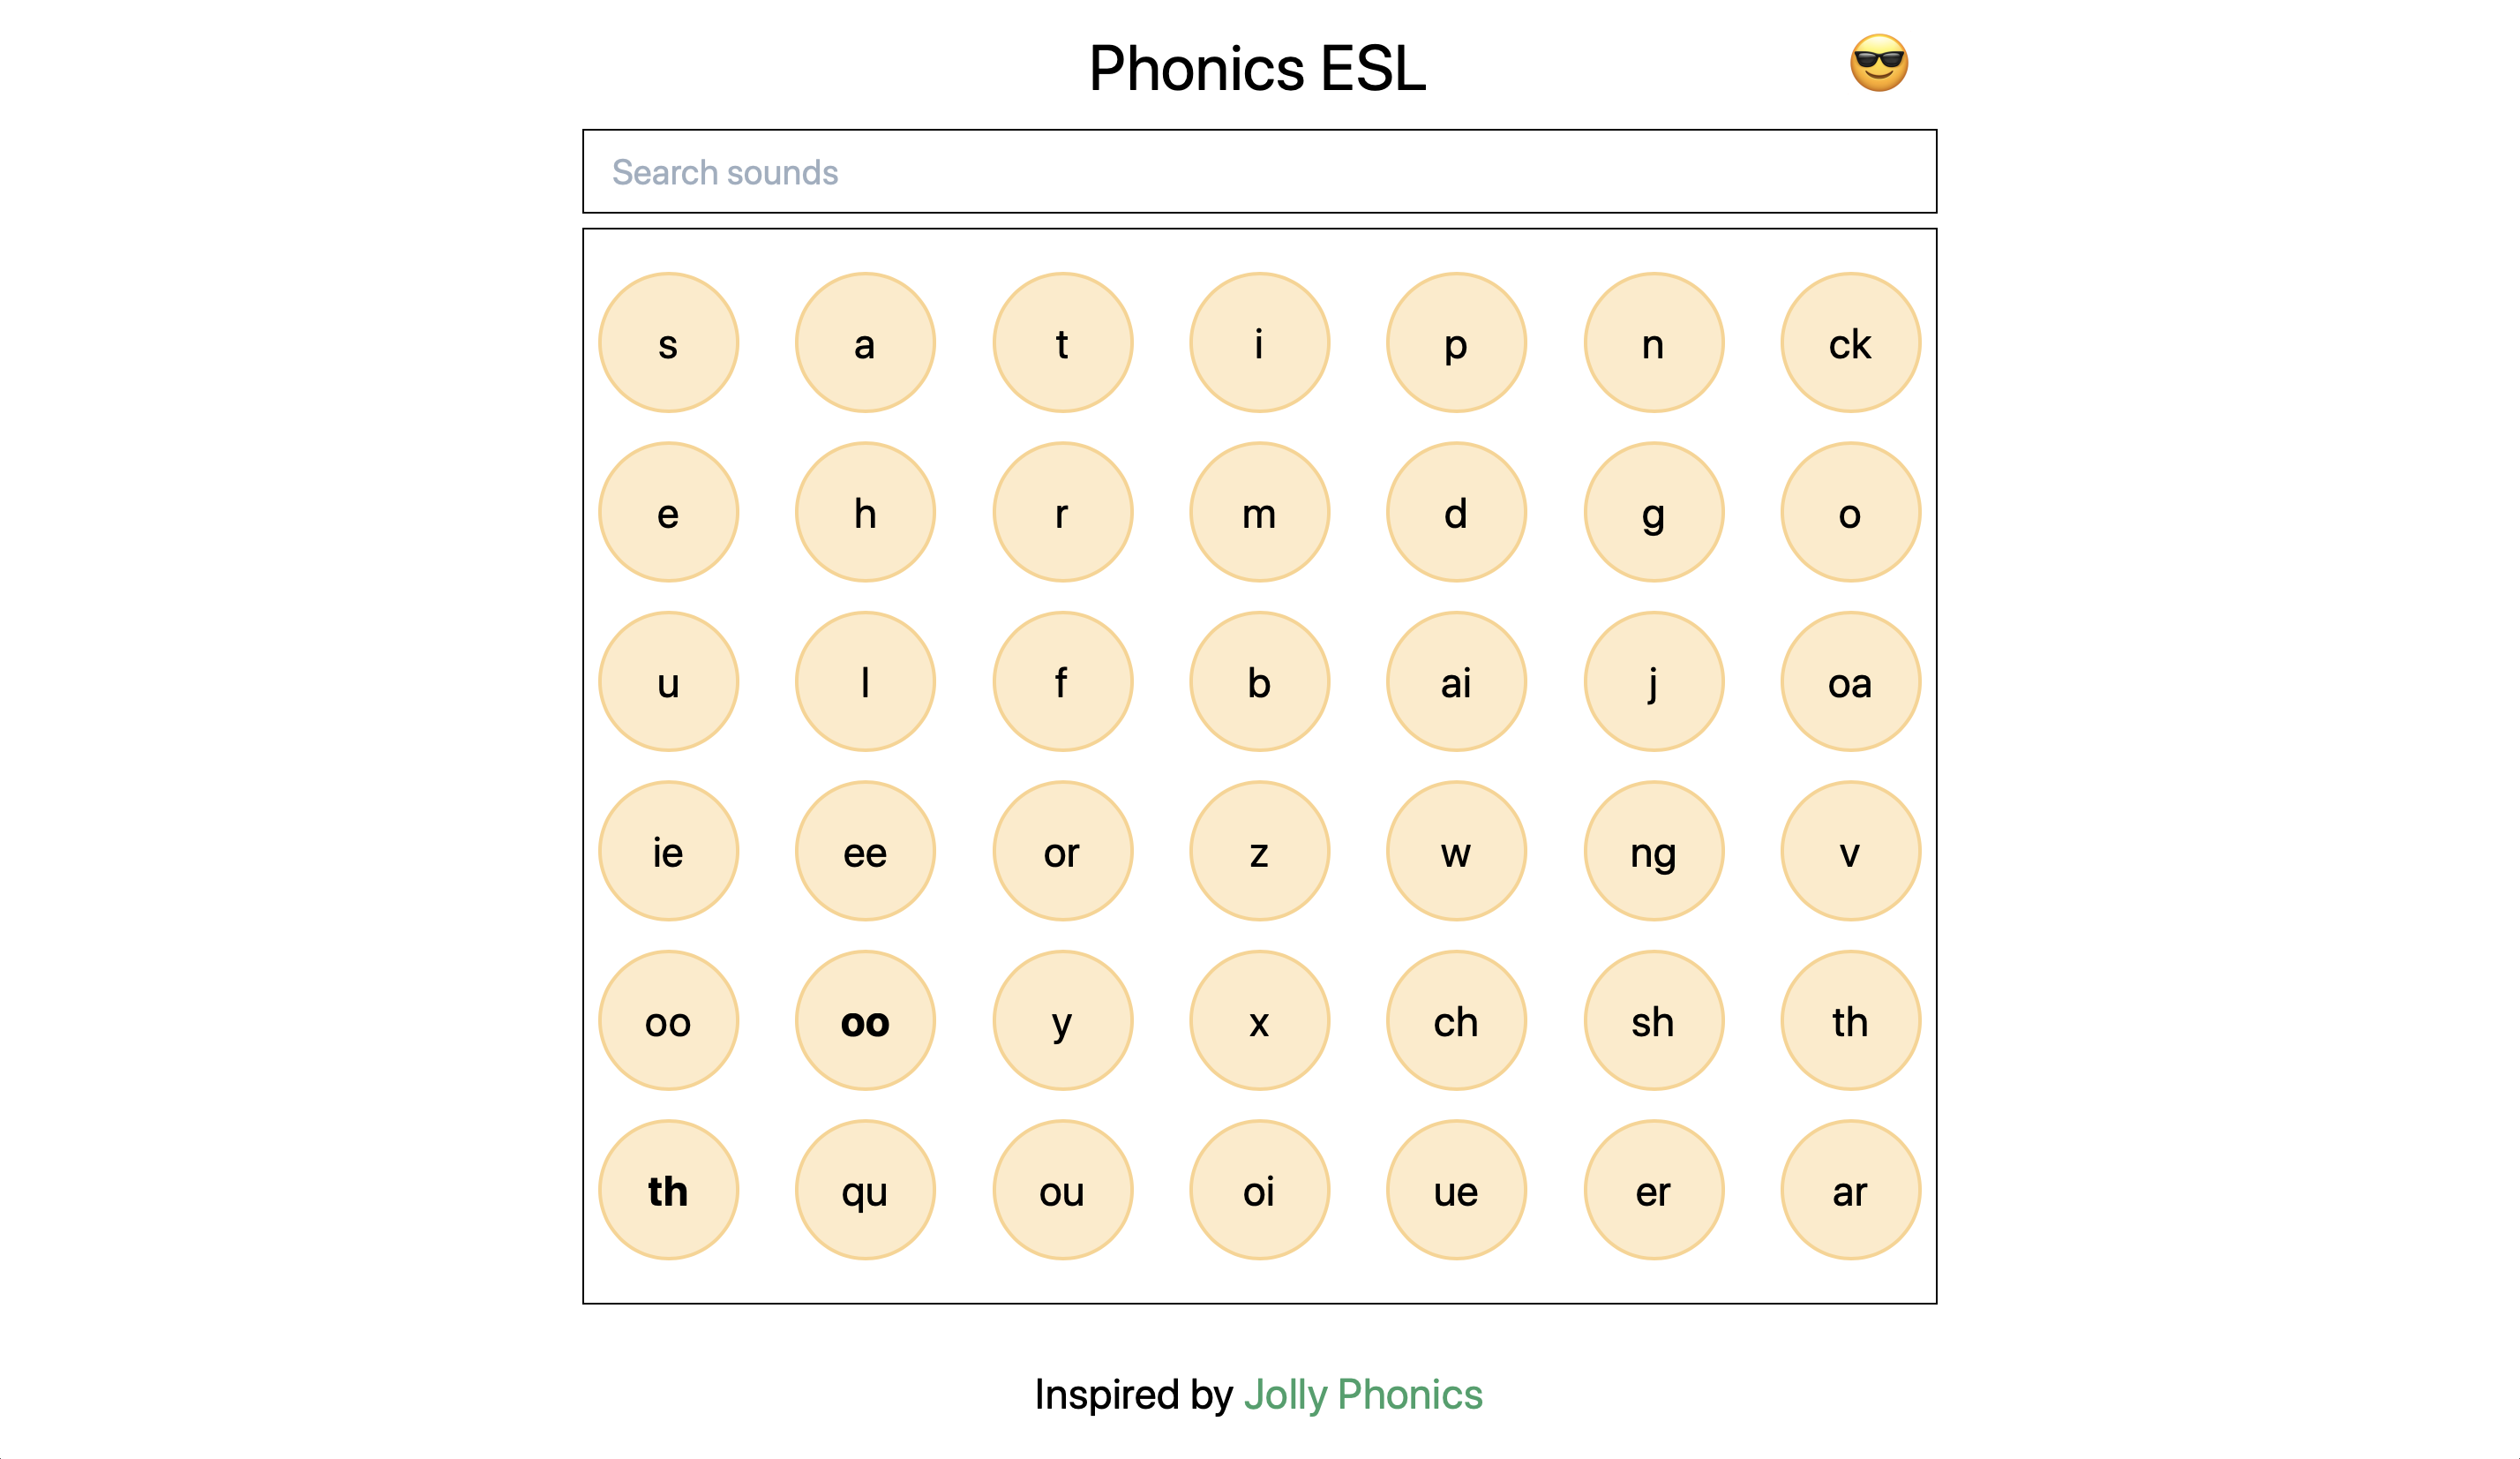 Phonics ESL
Search sounds
s a t i p n ck
e h r m d g o
u l f b ai j oa
ie ee or z w ng v
oo oo y x ch sh th
th qu ou oi ue er ar
Inspired by Jolly Phonics